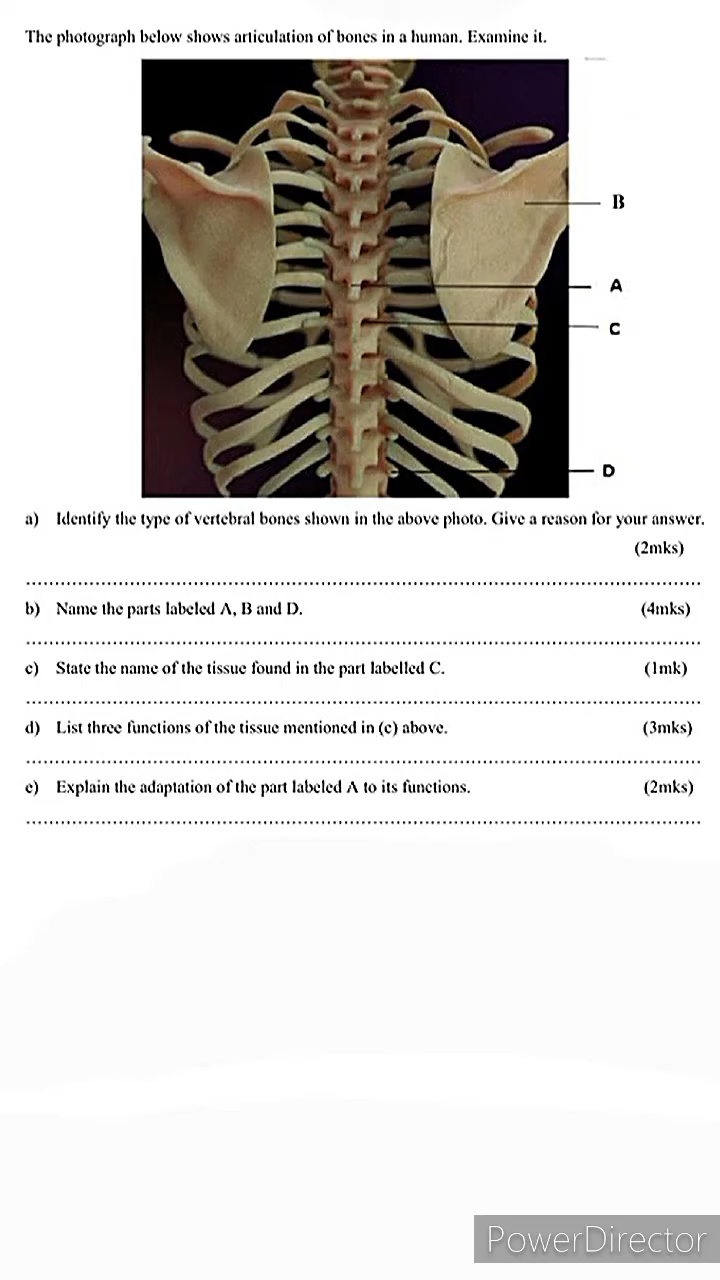 The photograph below shows articulation of bones in a human. Examine it.
B
A
C
D
a) Identify the type of vertebral bones shown in the above photo. Give a reason for your answer.
(2mks)
b) Name the parts labeled A, B and D. (4mks)
c) State the name of the tissue found in the part labelled C. (1mk)
d) List three functions of the tissue mentioned in (c) above. (3mks)
e) Explain the adaptation of the part labeled A to its functions. (2mks)
PowerDirector